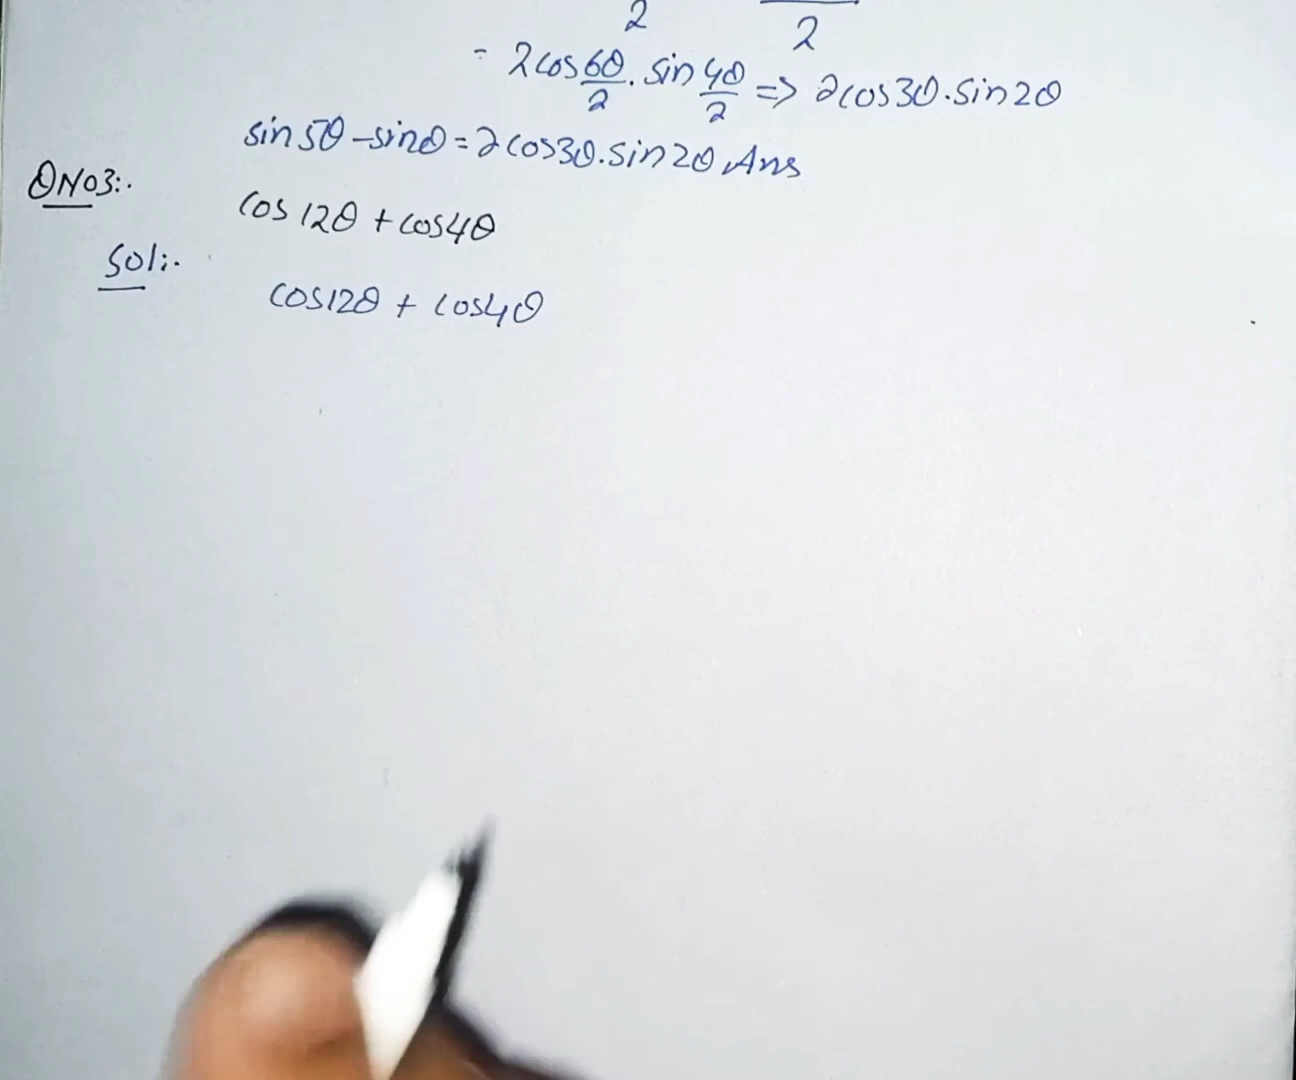 2 2
= 2cos 6θ/2 . sin 4θ/2 => 2cos3θ.sin2θ
sin5θ-sinθ=2cos3θ.sin2θ Ans
QNo3:.
cos 12θ + cos4θ
Sol:.
cos12θ + cos4θ